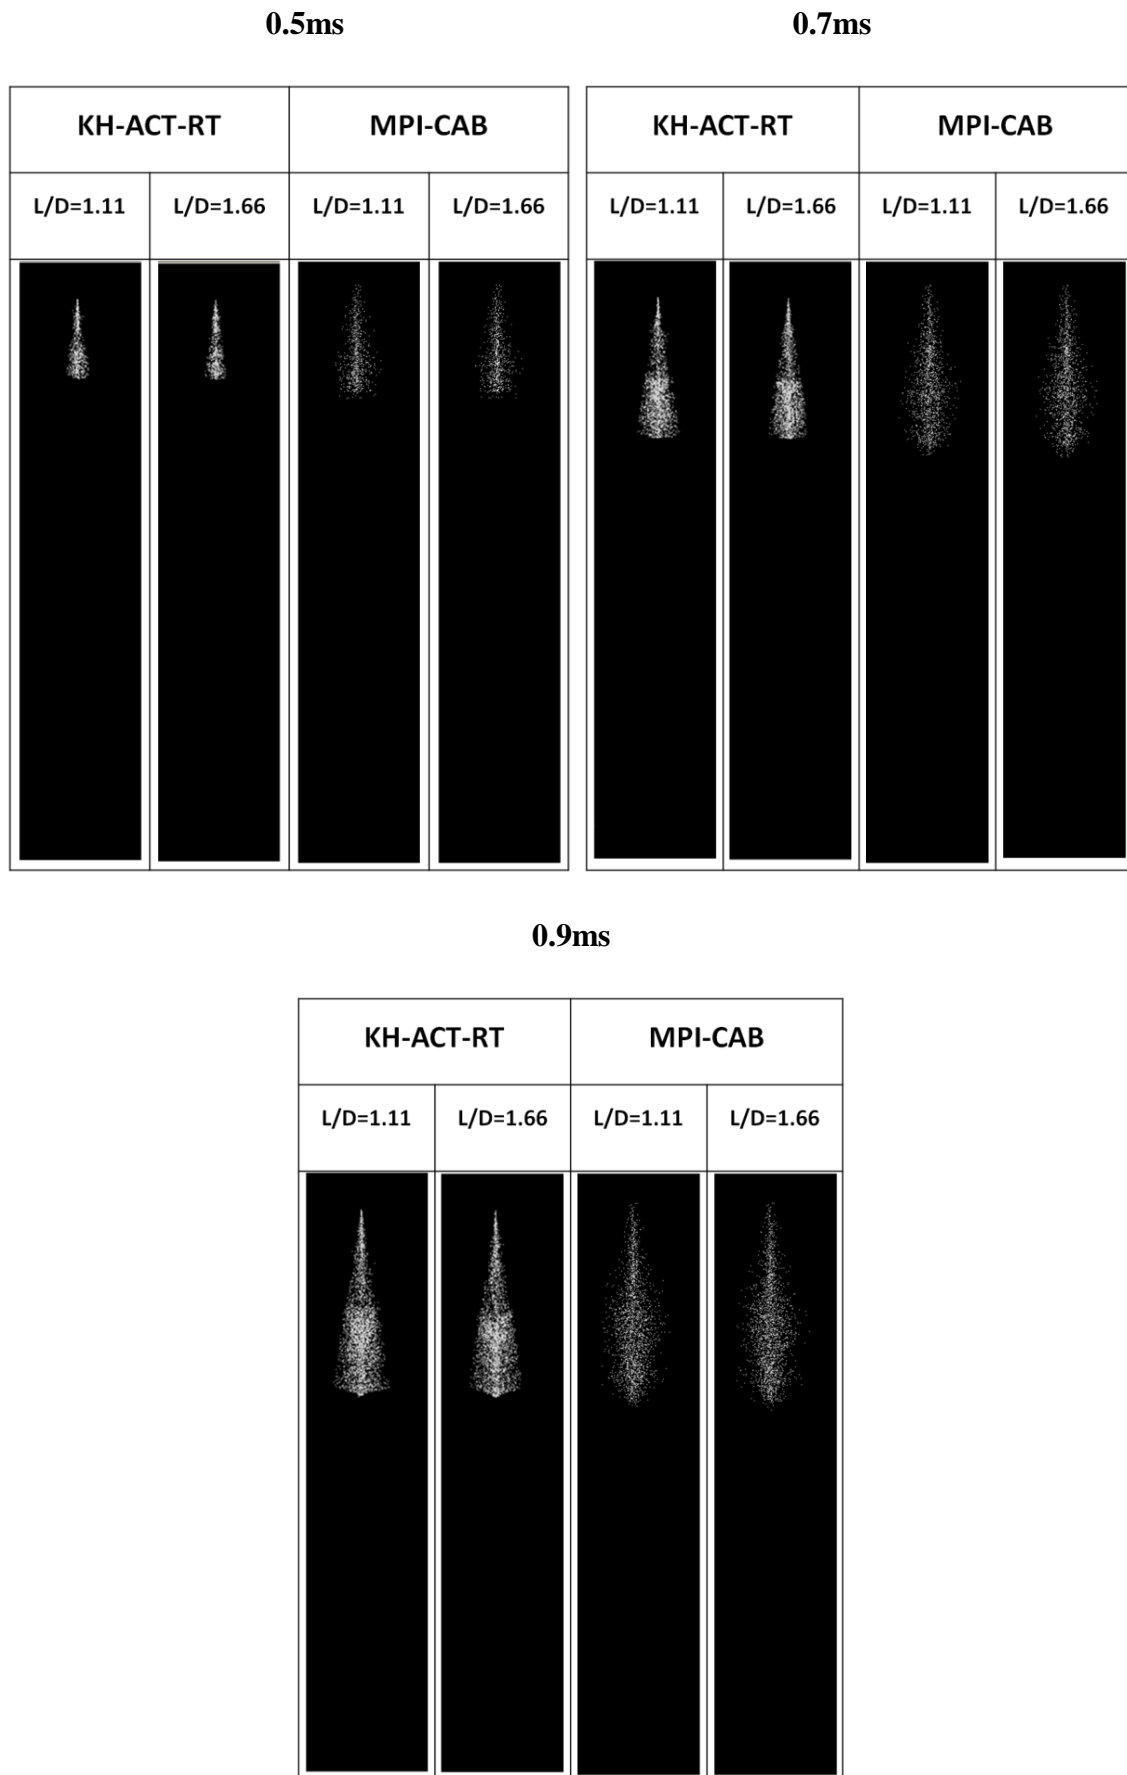 0.5ms
0.7ms
KH-ACT-RT MPI-CAB
KH-ACT-RT MPI-CAB
L/D=1.11 L/D=1.66 L/D=1.11 L/D=1.66
L/D=1.11 L/D=1.66 L/D=1.11 L/D=1.66
0.9ms
KH-ACT-RT MPI-CAB
L/D=1.11 L/D=1.66 L/D=1.11 L/D=1.66